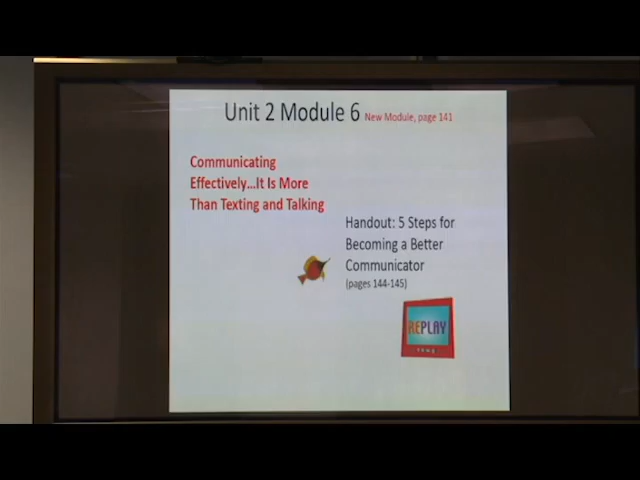 Unit 2 Module 6 New Module, page 141
Communicating
Effectively...It Is More
Than Texting and Talking
Handout: 5 Steps for
Becoming a Better
Communicator
(pages 144-145)
REPLAY